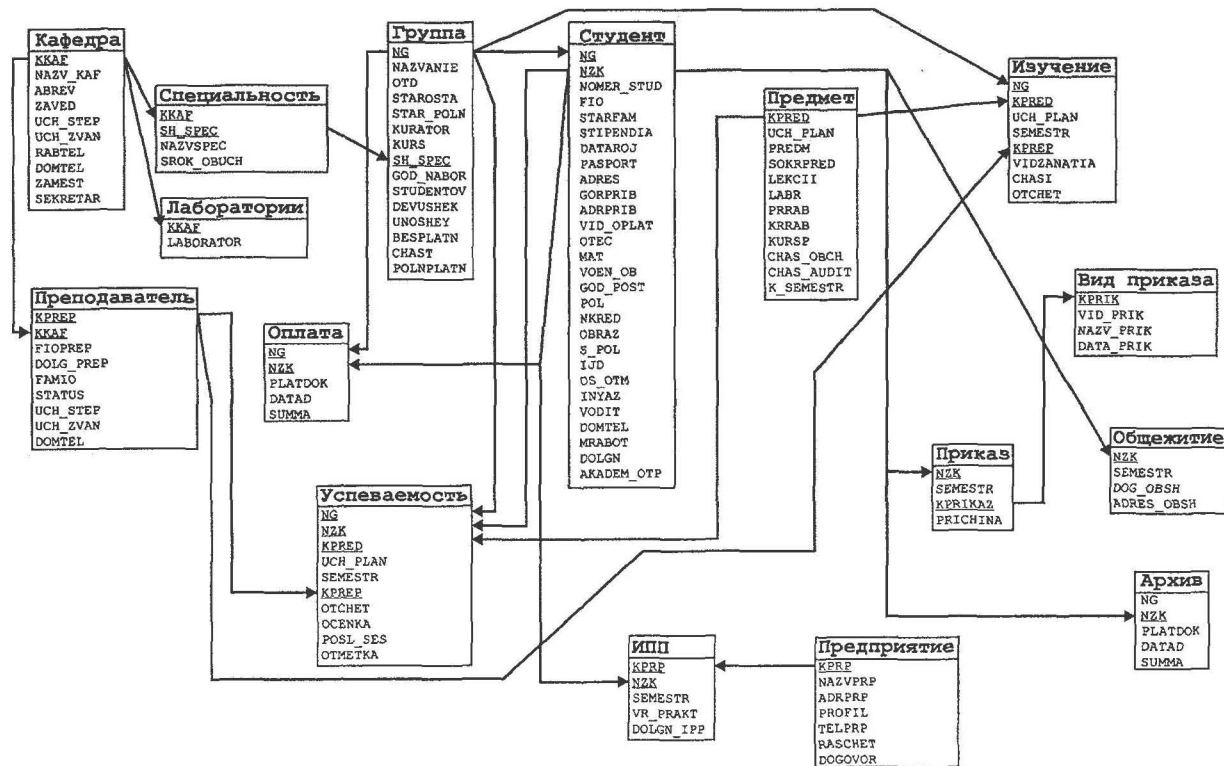 Кафедра
KKAF
NAZV_KAF
ABREV
ZAVED
UCH_STEP
UCH_ZVAN
RABTEL
DOMTEL
ZAMEST
SEKRETAR
Специальность
KKAF
SH_SPEC
NAZVSPEC
SROK_OBUCH
Лаборатории
KKAF
LABORATOR
Группа
NG
NAZVANIE
OTD
STAROSTA
STAR_POLN
KURATOR
KURS
SH_SPEC
GOD_NABOR
STUDENTOV
DEVUSHEK
UNOSHEY
BESPLATN
CHAST
POLNPLATN
Студент
NG
NZK
NOMER_STUD
FIO
STARFAM
STIPENDIA
DATAROJ
PASPORT
ADRES
GORPRIB
ADRPRIB
VID_OPLAT
OTEC
MAT
VOEN_OB
GOD_POST
POL
NKRED
OBRAZ
S_POL
IJD
OS_OTM
INYAZ
VODIT
DOMTEL
MRABOT
DOLGN
AKADEM_OTP
Предмет
KPRED
UCH_PLAN
PREDM
SOKRPRED
LEKCII
LABR
PRRAB
KRRAB
KURSP
CHAS_OBCH
CHAS_AUDIT
K_SEMESTR
Изучение
NG
KPRED
UCH_PLAN
SEMESTR
KPREP
VIDZANATIA
CHASI
OTCHET
Преподаватель
KPREP
KKAF
FIOPREP
DOLG_PREP
FAMIO
STATUS
UCH_STEP
UCH_ZVAN
DOMTEL
Оплата
NG
NZK
PLATDOK
DATAD
SUMMA
Вид приказа
KPRIK
VID_PRIK
NAZV_PRIK
DATA_PRIK
Успеваемость
NG
NZK
KPRED
UCH_PLAN
SEMESTR
KPREP
OTCHET
OCENKA
POSL_SES
OTMETKA
Приказ
NZK
SEMESTR
KPRIKAZ
PRICHINA
Общежитие
NZK
SEMESTR
DOG_OBSH
ADRES_OBSH
ИПП
KPRP
NZK
SEMESTR
VR_PRAKT
DOLGN_IPP
Предприятие
KPRP
NAZVPRP
ADRPRP
PROFIL
TELPRP
RASCHET
DOGOVOR
Архив
NG
NZK
PLATDOK
DATAD
SUMMA